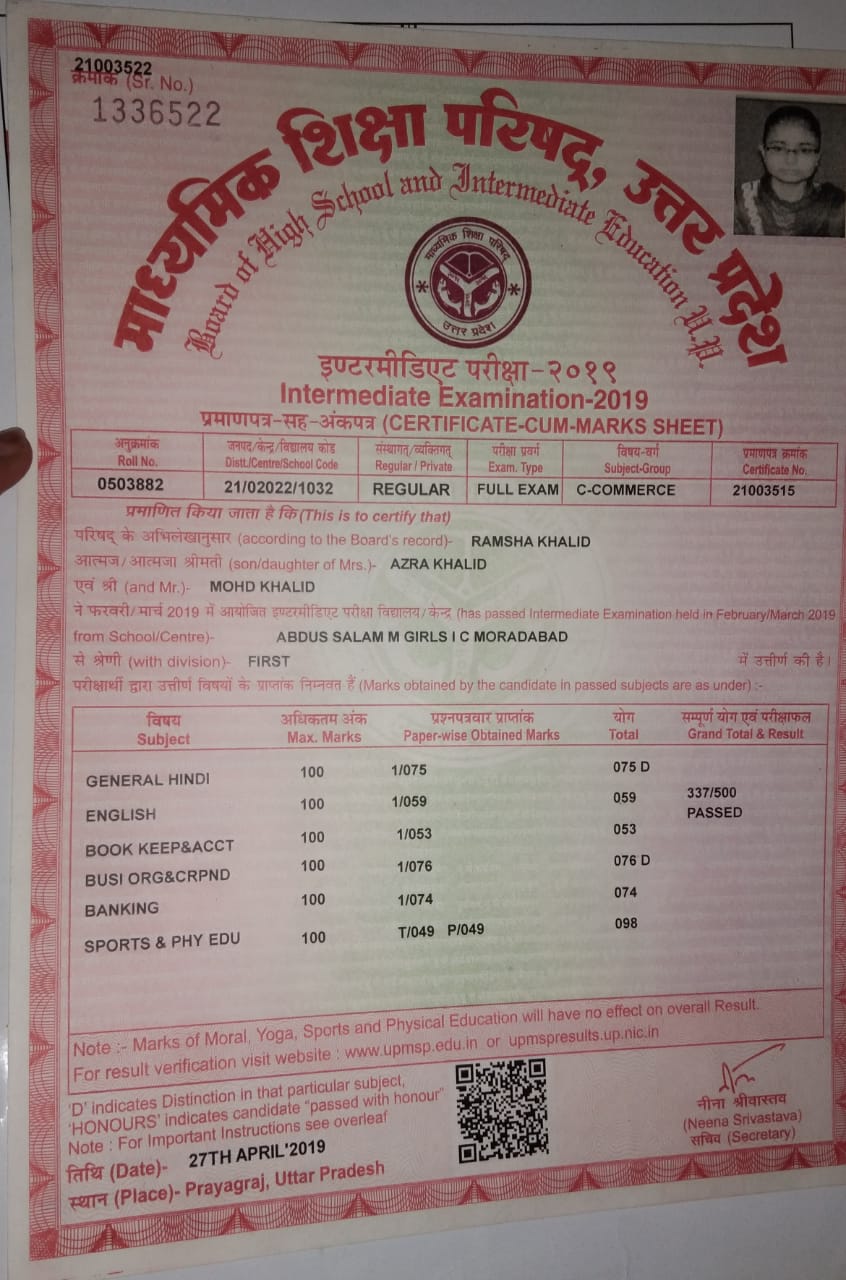 21003522
क्रमांक (Sr. No.)
1336522
माध्यमिक शिक्षा परिषद्, उत्तर प्रदेश
Board of High School and Intermediate Education U.P.
माध्यमिक शिक्षा परिषद
उत्तर प्रदेश
इण्टरमीडिएट परीक्षा-२०१९
Intermediate Examination-2019
प्रमाणपत्र-सह-अंकपत्र (CERTIFICATE-CUM-MARKS SHEET)
अनुक्रमांक जनपद/केन्द्र/विद्यालय कोड संस्थागत/व्यक्तिगत् परीक्षा प्रवर्ग विषय-वर्ग प्रमाणपत्र क्रमांक
Roll No. Distt./Centre/School Code Regular / Private Exam. Type Subject-Group Certificate No.
0503882 21/02022/1032 REGULAR FULL EXAM C-COMMERCE 21003515
प्रमाणित किया जाता है कि (This is to certify that)
परिषद् के अभिलेखानुसार (according to the Board's record)- RAMSHA KHALID
आत्मज/आत्मजा श्रीमती (son/daughter of Mrs.)- AZRA KHALID
एवं श्री (and Mr.)- MOHD KHALID
ने फरवरी/मार्च 2019 में आयोजित इण्टरमीडिएट परीक्षा विद्यालय/केन्द्र (has passed Intermediate Examination held in February/March 2019
from School/Centre)- ABDUS SALAM M GIRLS I C MORADABAD
से श्रेणी (with division)- FIRST में उत्तीर्ण की है।
परीक्षार्थी द्वारा उत्तीर्ण विषयों के प्राप्तांक निम्नवत हैं (Marks obtained by the candidate in passed subjects are as under) :-
विषय अधिकतम अंक प्रश्नपत्रवार प्राप्तांक योग सम्पूर्ण योग एवं परीक्षाफल
Subject Max. Marks Paper-wise Obtained Marks Total Grand Total & Result
GENERAL HINDI 100 1/075 075 D
ENGLISH 100 1/059 059 337/500
PASSED
BOOK KEEP&ACCT 100 1/053 053
BUSI ORG&CRPND 100 1/076 076 D
BANKING 100 1/074 074
SPORTS & PHY EDU 100 T/049 P/049 098
Note :- Marks of Moral, Yoga, Sports and Physical Education will have no effect on overall Result.
For result verification visit website : www.upmsp.edu.in or upmspresults.up.nic.in
'D' indicates Distinction in that particular subject,
'HONOURS' indicates candidate "passed with honour"
Note : For Important Instructions see overleaf
तिथि (Date)- 27TH APRIL'2019
स्थान (Place)- Prayagraj, Uttar Pradesh
नीना श्रीवास्तव
(Neena Srivastava)
सचिव (Secretary)